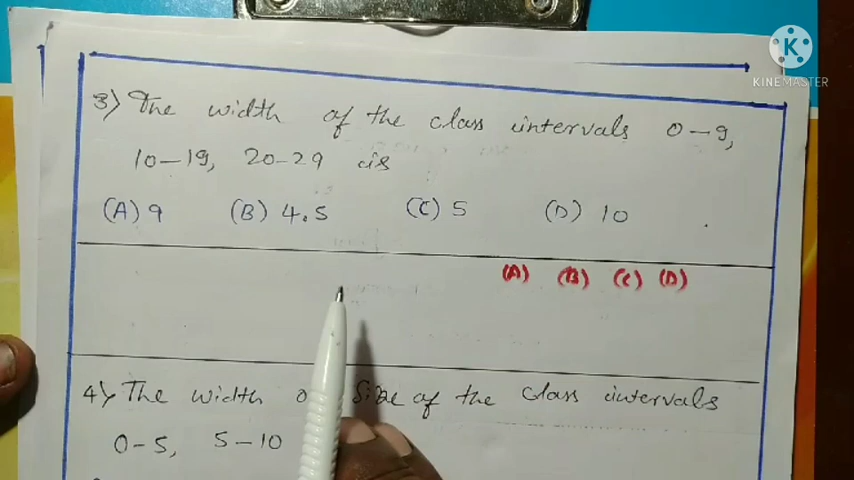 K
KINEMASTER
3) The width of the class intervals 0-9,
10-19, 20-29 is
(A) 9 (B) 4.5 (C) 5 (D) 10
(A) (B) (C) (D)
4) The width Size of the class intervals
0-5, 5-10